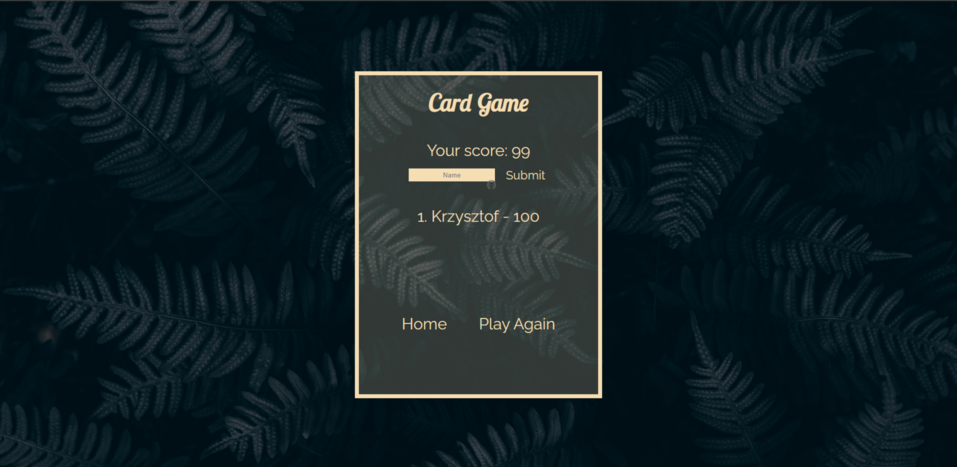 Card Game
Your score: 99
Name Submit
1. Krzysztof - 100
Home Play Again